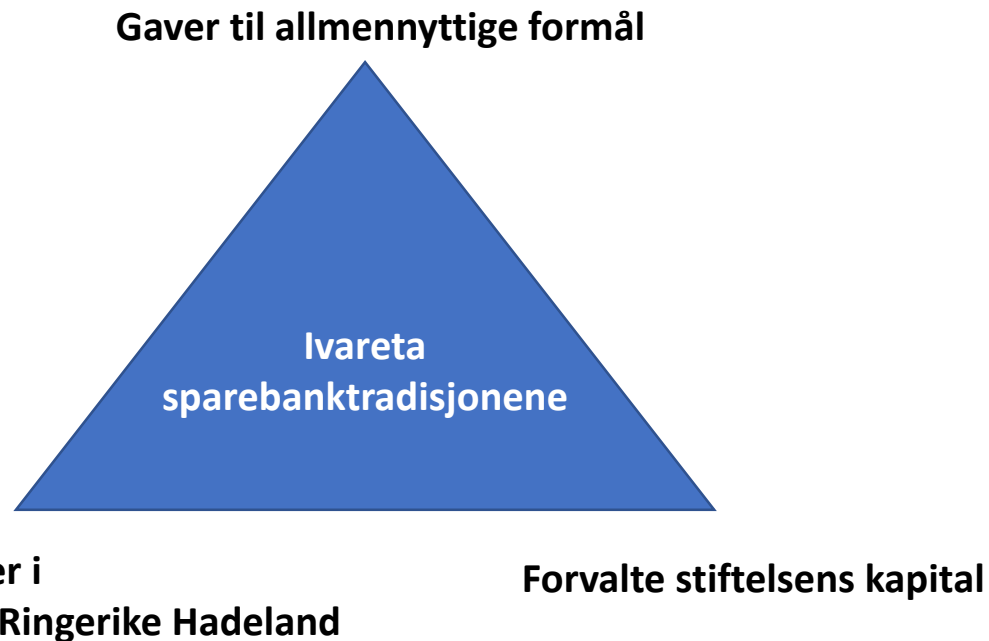 Gaver til allmennyttige formål
Ivareta
sparebanktradisjonene
er i
Ringerike Hadeland
Forvalte stiftelsens kapital